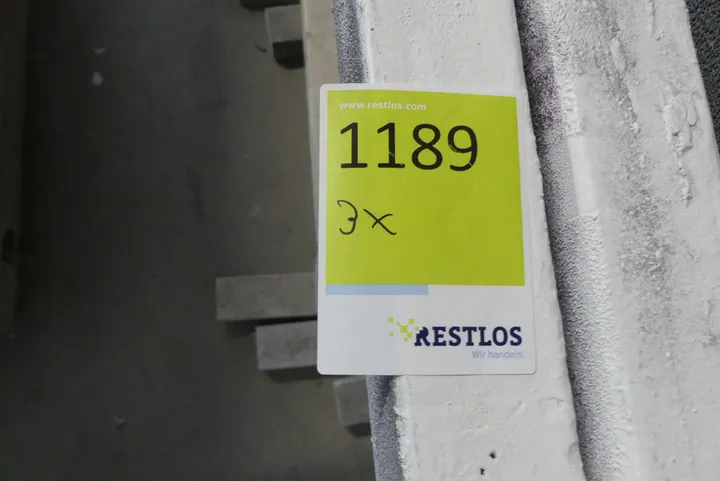 www.restlos.com
1189
3x
RESTLOS
Wir handeln.